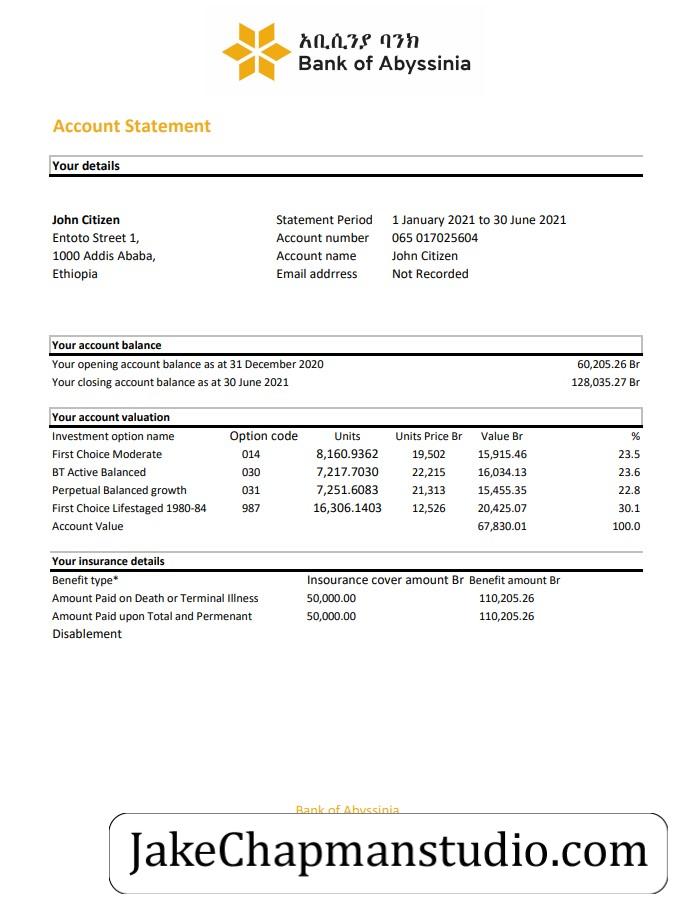 አቢሲንያ ባንክ
Bank of Abyssinia
Account Statement
Your details
John Citizen Statement Period 1 January 2021 to 30 June 2021
Entoto Street 1, Account number 065 017025604
1000 Addis Ababa, Account name John Citizen
Ethiopia Email addrress Not Recorded
Your account balance
Your opening account balance as at 31 December 2020 60,205.26 Br
Your closing account balance as at 30 June 2021 128,035.27 Br
Your account valuation
Investment option name Option code Units Units Price Br Value Br %
First Choice Moderate 014 8,160.9362 19,502 15,915.46 23.5
BT Active Balanced 030 7,217.7030 22,215 16,034.13 23.6
Perpetual Balanced growth 031 7,251.6083 21,313 15,455.35 22.8
First Choice Lifestaged 1980-84 987 16,306.1403 12,526 20,425.07 30.1
Account Value 67,830.01 100.0
Your insurance details
Benefit type* Insourance cover amount Br Benefit amount Br
Amount Paid on Death or Terminal Illness 50,000.00 110,205.26
Amount Paid upon Total and Permenant 50,000.00 110,205.26
Disablement
Bank of Abyssinia
JakeChapmanstudio.com